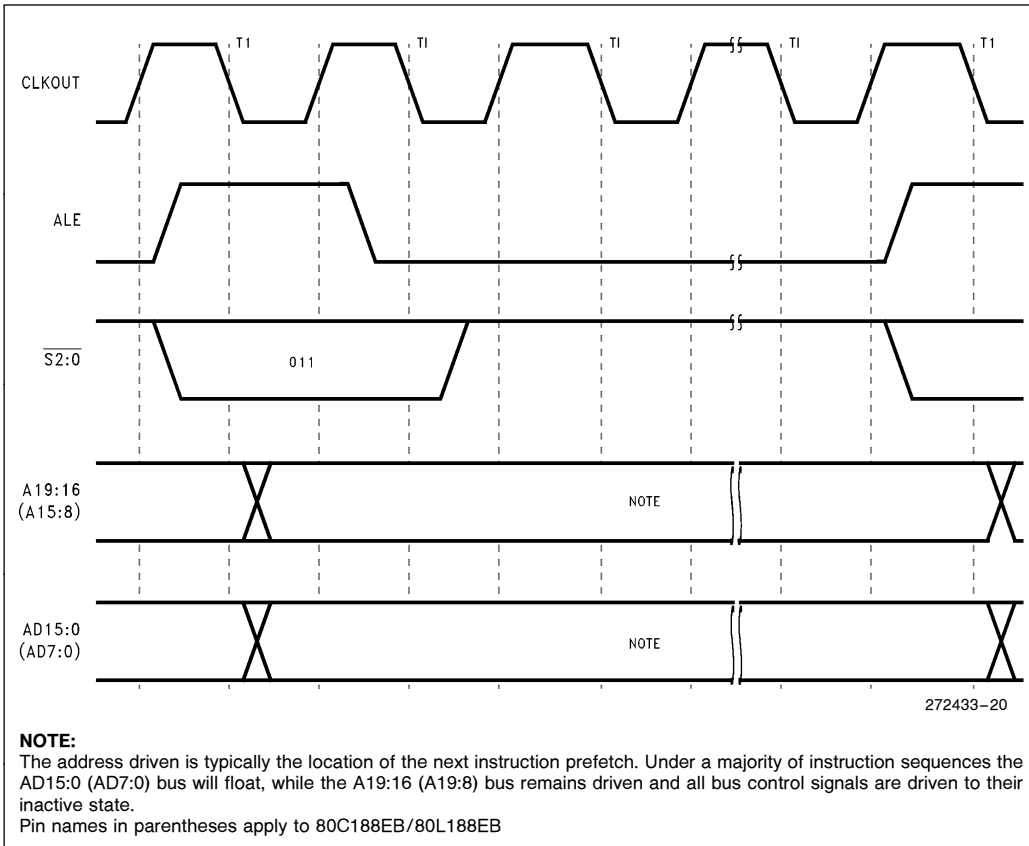 T1 TI TI TI T1
CLKOUT
ALE
S2:0
011
A19:16
(A15:8)
NOTE
AD15:0
(AD7:0)
NOTE
272433–20
NOTE:
The address driven is typically the location of the next instruction prefetch. Under a majority of instruction sequences the
AD15:0 (AD7:0) bus will float, while the A19:16 (A19:8) bus remains driven and all bus control signals are driven to their
inactive state.
Pin names in parentheses apply to 80C188EB/80L188EB